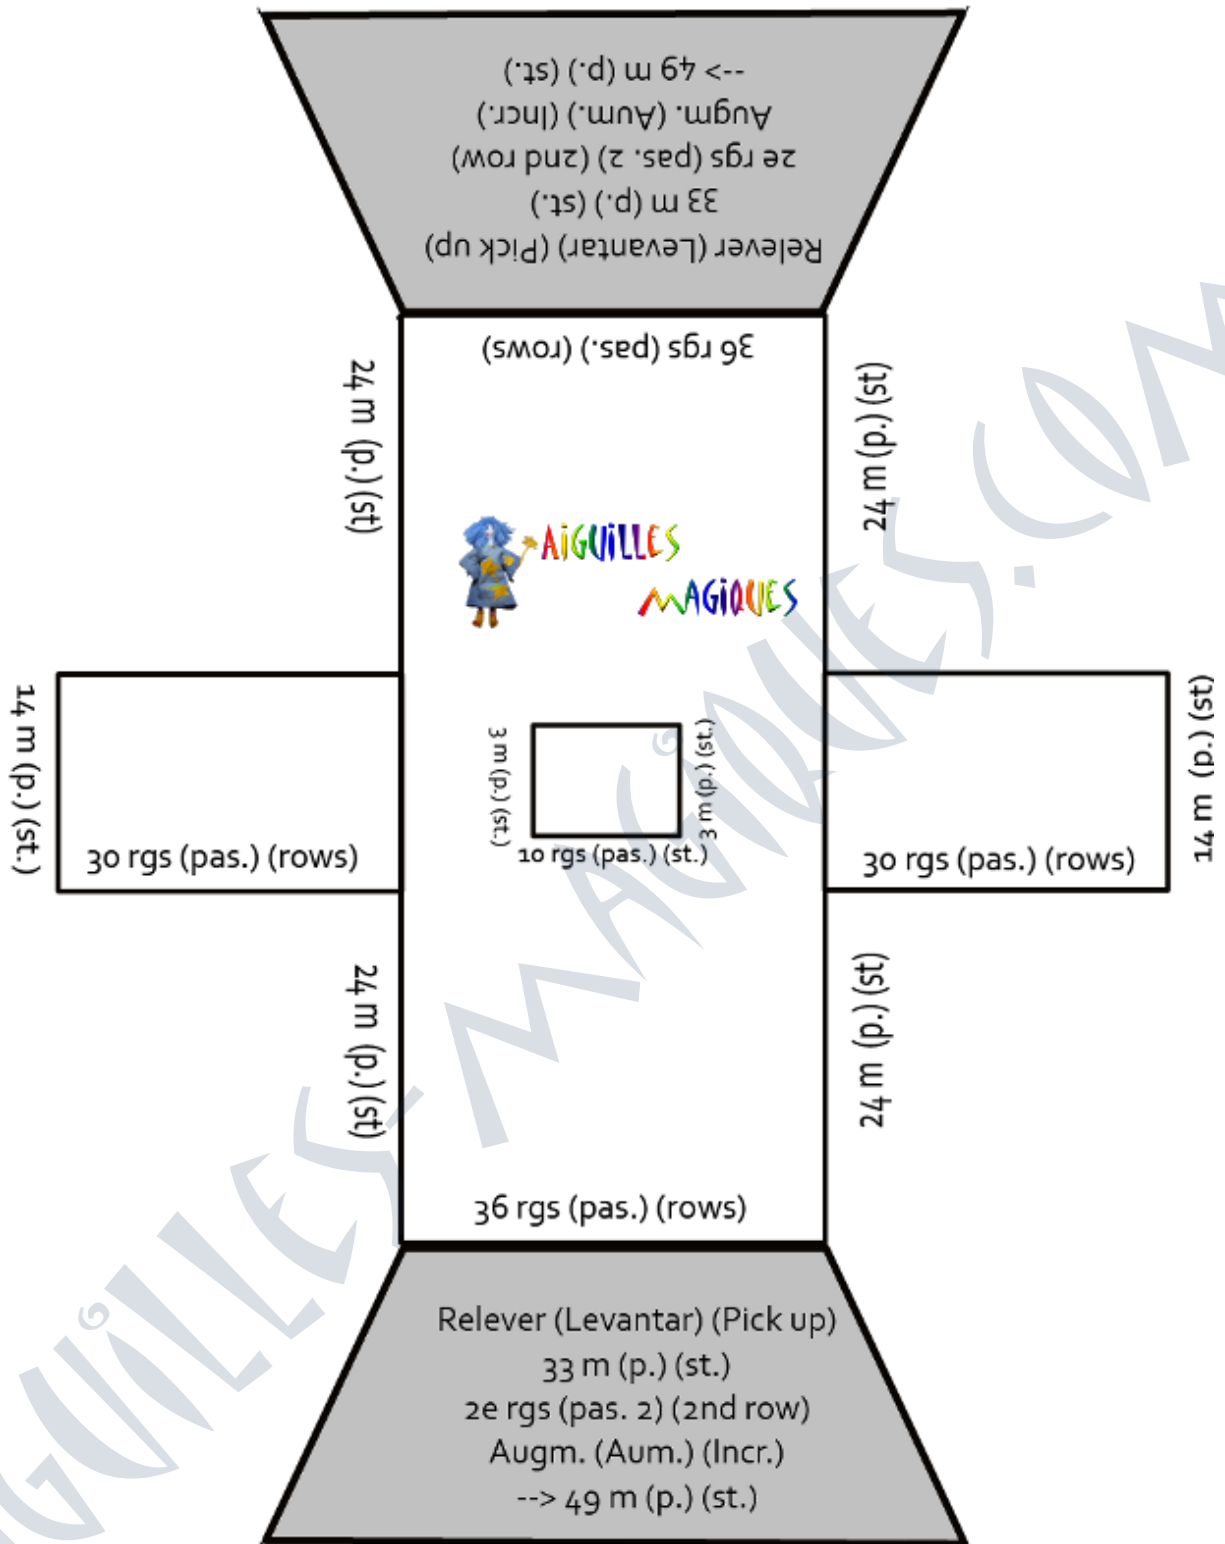 --> 49 m (p.) (st.)
Augm. (Aum.) (Incr.)
2e rgs (pas. 2) (2nd row)
33 m (p.) (st.)
Relever (Levantar) (Pick up)
36 rgs (pas.) (rows)
24 m (p.) (st)
24 m (p.) (st)
AiGUiLLES
MAGiQUES
14 m (p.) (st.)
30 rgs (pas.) (rows)
3 m (p.) (st.)
3 m (p.) (st.)
10 rgs (pas.) (st.)
30 rgs (pas.) (rows)
14 m (p.) (st)
24 m (p.) (st)
24 m (p.) (st)
36 rgs (pas.) (rows)
Relever (Levantar) (Pick up)
33 m (p.) (st.)
2e rgs (pas. 2) (2nd row)
Augm. (Aum.) (Incr.)
--> 49 m (p.) (st.)